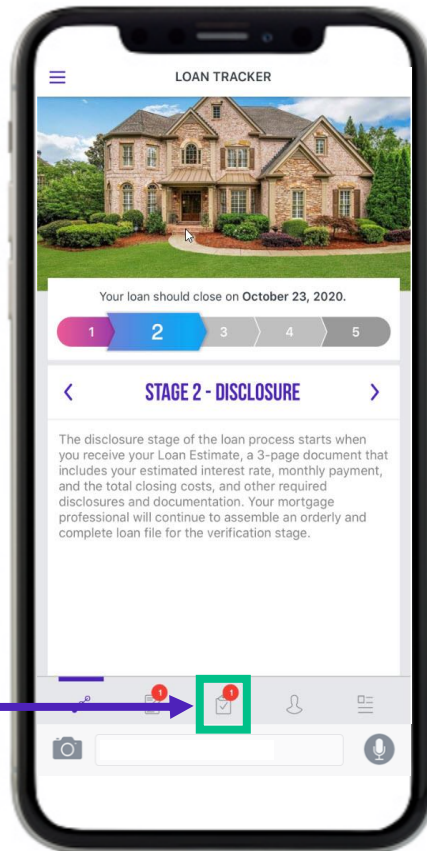 LOAN TRACKER
Your loan should close on October 23, 2020.
1 2 3 4 5
STAGE 2 - DISCLOSURE
The disclosure stage of the loan process starts when
you receive your Loan Estimate, a 3-page document that
includes your estimated interest rate, monthly payment,
and the total closing costs, and other required
disclosures and documentation. Your mortgage
professional will continue to assemble an orderly and
complete loan file for the verification stage.
1 1